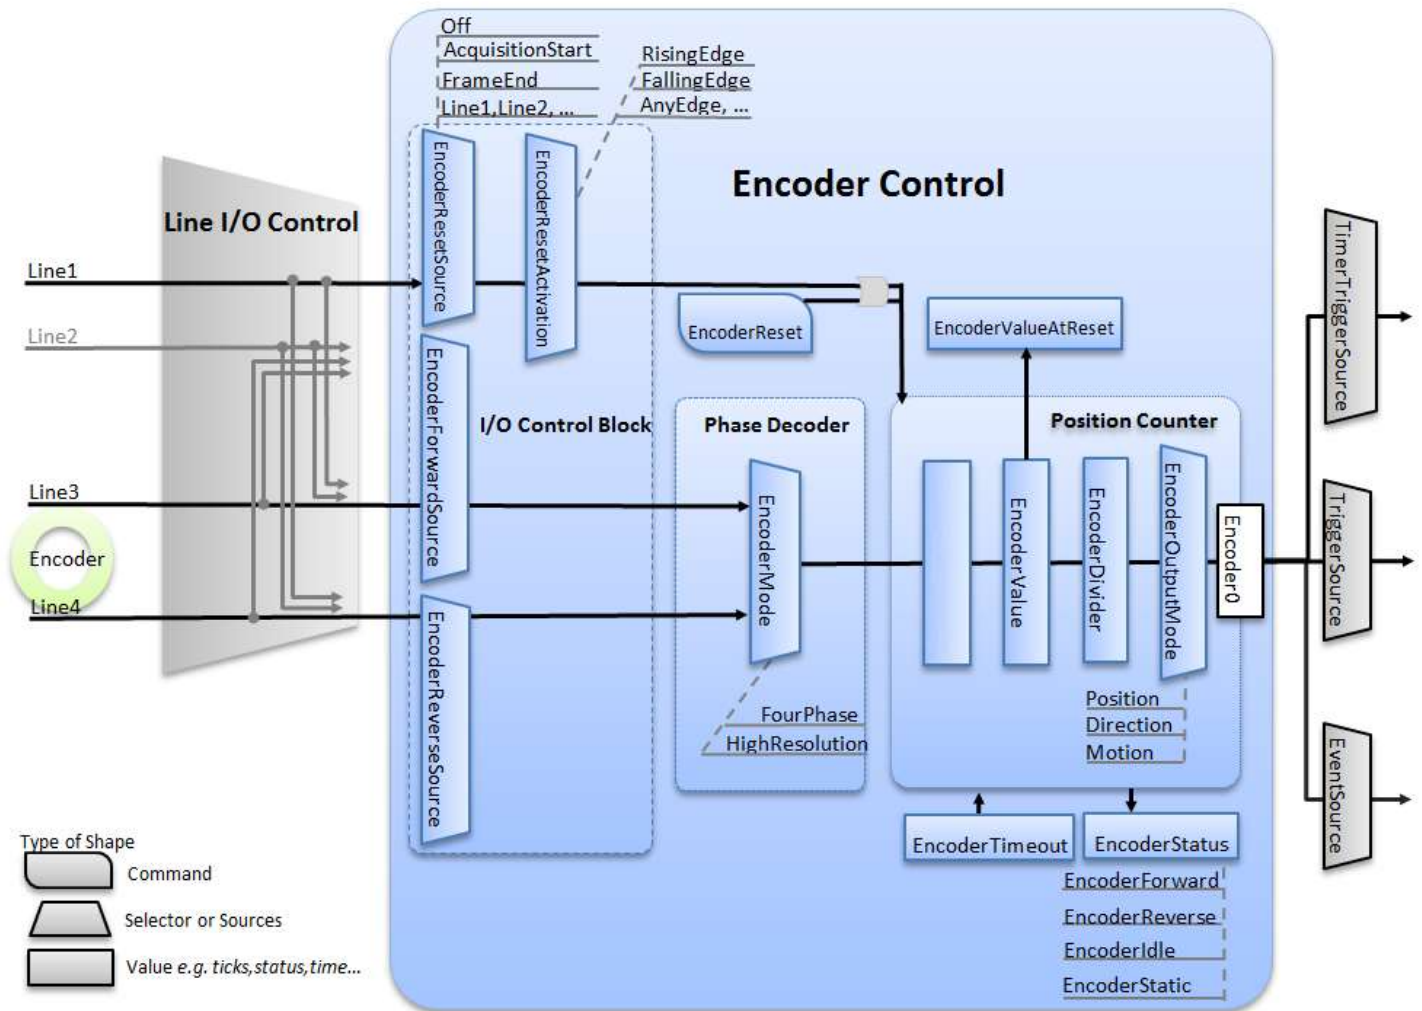 Off
AcquisitionStart
FrameEnd
Line1,Line2, ...
RisingEdge
FallingEdge
AnyEdge, ...
Encoder Control
Line I/O Control
Line1
Line2
Line3
Encoder
Line4
EncoderResetSource
EncoderResetActivation
EncoderForwardSource
EncoderReverseSource
I/O Control Block
EncoderReset
EncoderValueAtReset
Phase Decoder
EncoderMode
FourPhase
HighResolution
Position Counter
EncoderValue
EncoderDivider
EncoderOutputMode
Encoder0
Position
Direction
Motion
EncoderTimeout
EncoderStatus
EncoderForward
EncoderReverse
EncoderIdle
EncoderStatic
TimerTriggerSource
TriggerSource
EventSource
Type of Shape
Command
Selector or Sources
Value e.g. ticks,status,time...